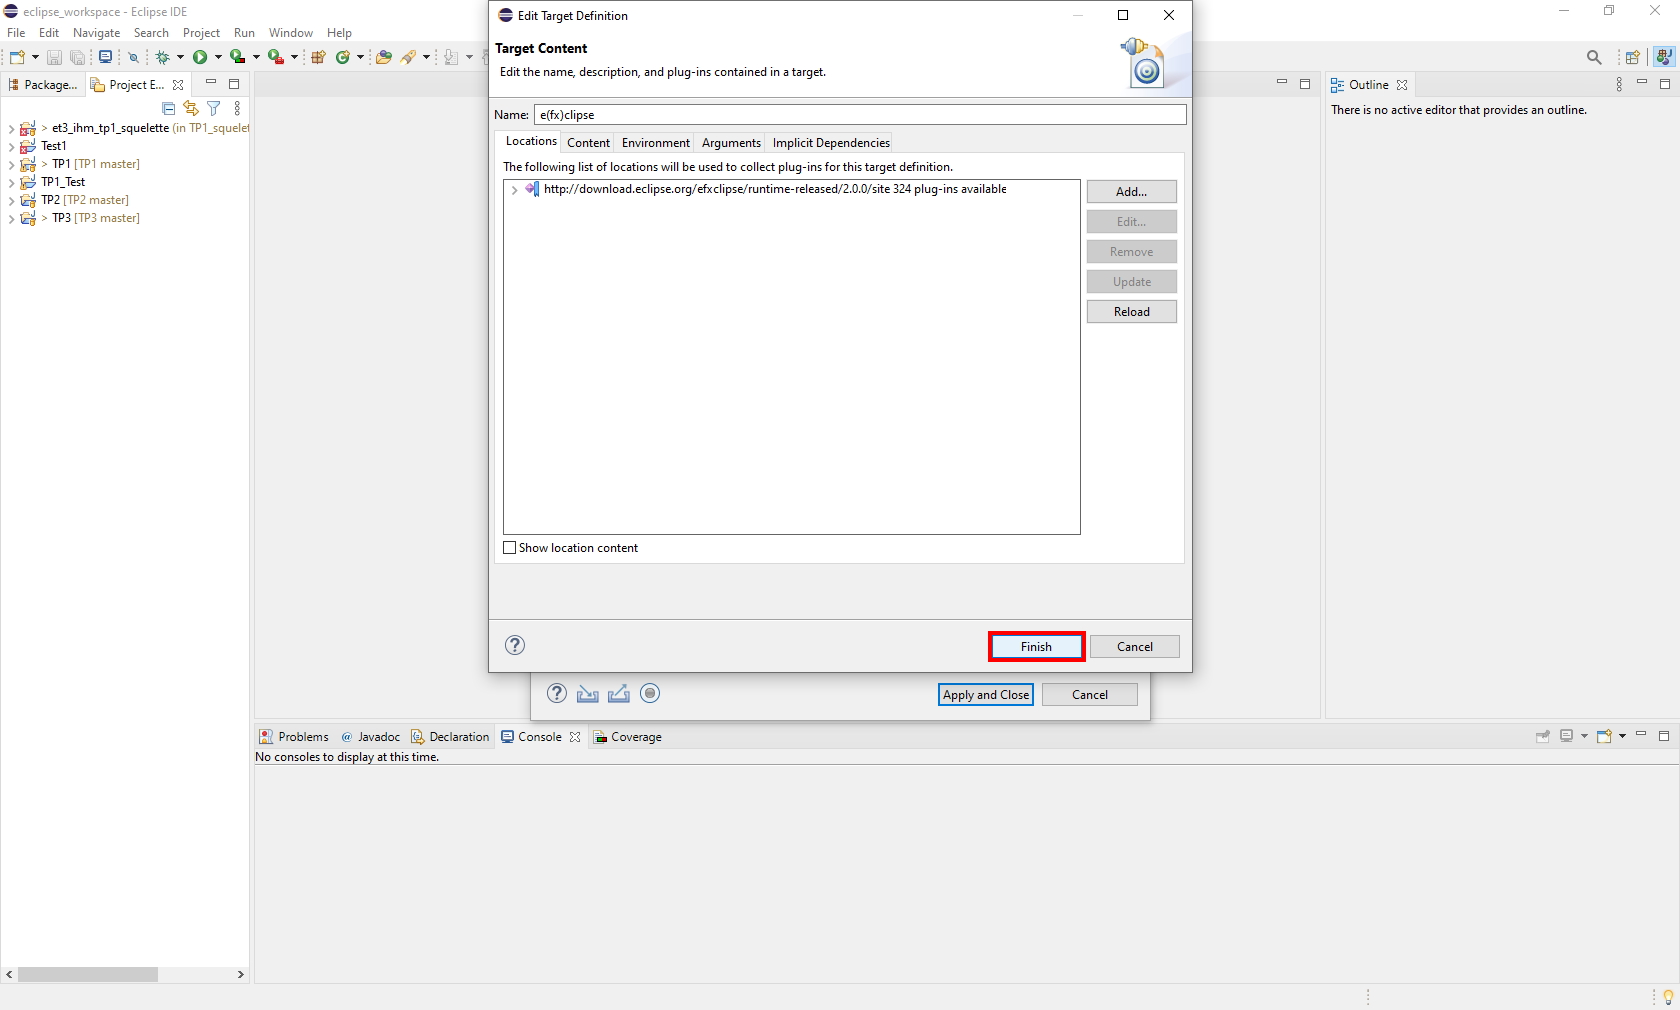 eclipse_workspace - Eclipse IDE
File Edit Navigate Search Project Run Window Help
Package...
Project E...
> et3_ihm_tp1_squelette (in TP1_squelet
Test1
> TP1 [TP1 master]
TP1_Test
TP2 [TP2 master]
> TP3 [TP3 master]
Edit Target Definition
Target Content
Edit the name, description, and plug-ins contained in a target.
Name: e(fx)clipse
Locations Content Environment Arguments Implicit Dependencies
The following list of locations will be used to collect plug-ins for this target definition.
http://download.eclipse.org/efxclipse/runtime-released/2.0.0/site 324 plug-ins available
Add...
Edit...
Remove
Update
Reload
Show location content
Finish Cancel
Apply and Close Cancel
Outline
There is no active editor that provides an outline.
Problems @ Javadoc Declaration Console Coverage
No consoles to display at this time.